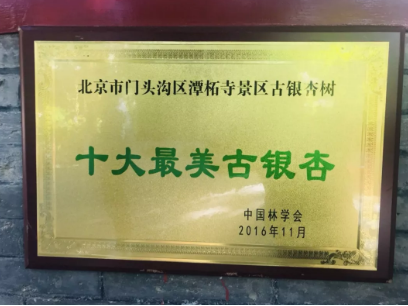 北京市门头沟区潭柘寺景区古银杏树
十大最美古银杏
中国林学会
2016年11月